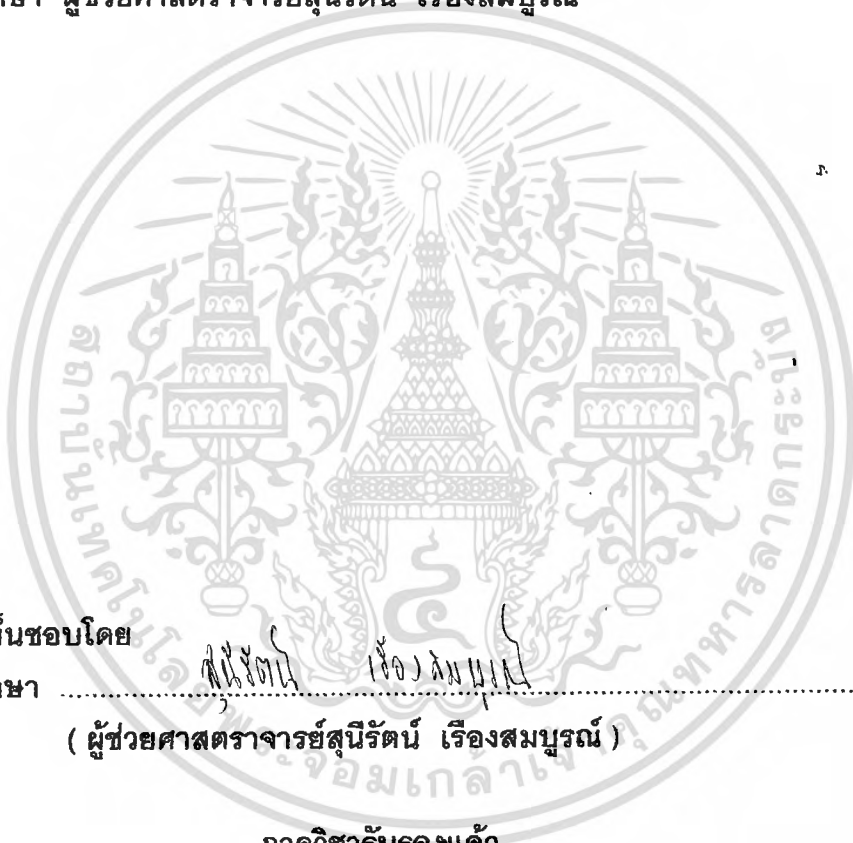 ผู้ช่วยศาสตราจารย์สุนีรัตน์ เรืองสมบูรณ์
สถาบันเทคโนโลยีพระจอมเกล้าเจ้าคุณทหารลาดกระบัง
ชอบโดย
สุนีรัตน์ เรืองสมบูรณ์
( ผู้ช่วยศาสตราจารย์สุนีรัตน์ เรืองสมบูรณ์ )
ภาควิชารับรองแล้ว